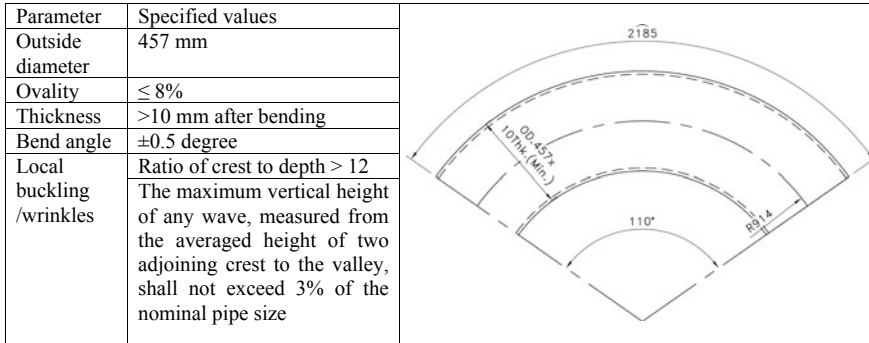 Parameter Specified values
Outside 457 mm
diameter
Ovality ≤ 8%
Thickness >10 mm after bending
Bend angle ±0.5 degree
Local Ratio of crest to depth > 12
buckling The maximum vertical height
/wrinkles of any wave, measured from
the averaged height of two
adjoining crest to the valley,
shall not exceed 3% of the
nominal pipe size
2185
OD.457x
10Thk.(Min.)
R914
110°